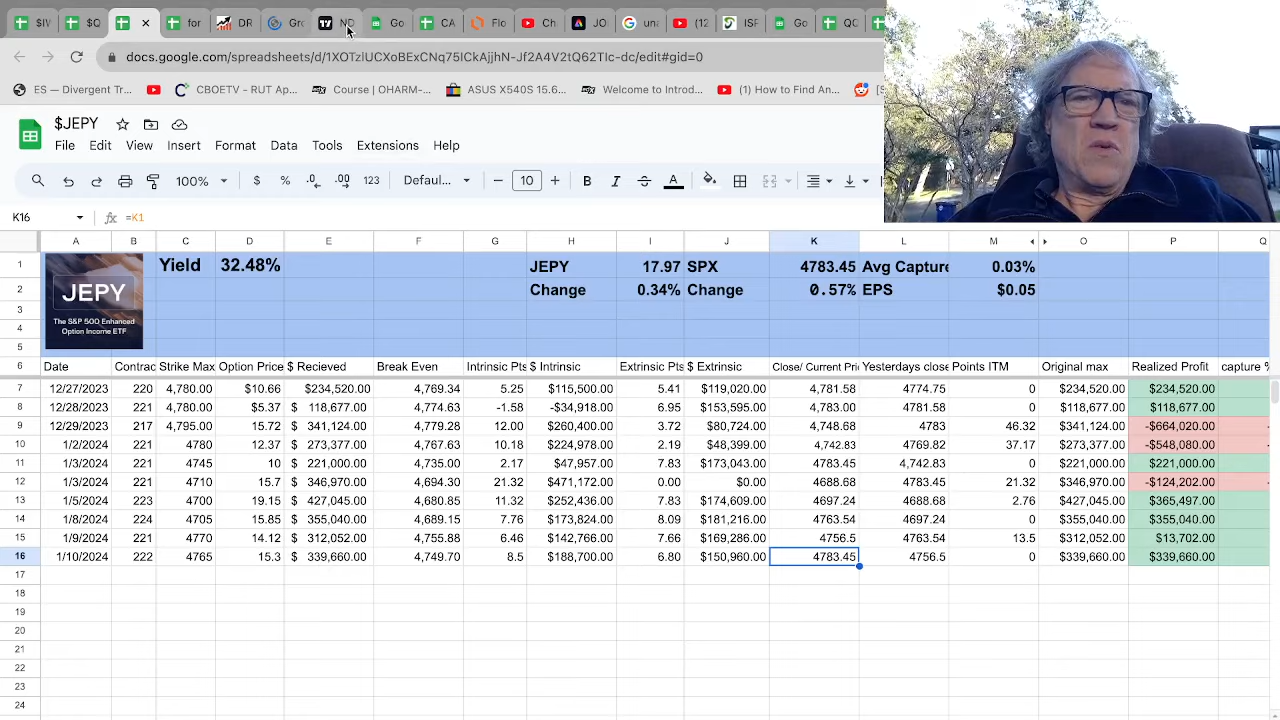 $IW $ for DR Gro NC Go CA Flo C JO una (12 ISF Go QQ
docs.google.com/spreadsheets/d/1XOTzIUCXoBExCNq75ICkAjjhN-Jf2A4V2tQ62TIc-dc/edit#gid=0
ES — Divergent Tr... CBOETV - RUT Ap... Course | OHARM-... ASUS X540S 15.6... Welcome to Introd... (1) How to Find An...
$JEPY
File Edit View Insert Format Data Tools Extensions Help
100% $ % .0 .00 123 Defaul... − 10 + B I A
K16 fx =K1
A B C D E F G H I J K L M O P Q
1 Yield 32.48% JEPY 17.97 SPX 4783.45 Avg Capture 0.03%
2 Change 0.34% Change 0.57% EPS $0.05
3
4
5
JEPY
The S&P 500 Enhanced
Option Income ETF
6 Date Contrac Strike Max Option Price $ Recieved Break Even Intrinsic Pts $ Intrinsic Extrinsic Pts $ Extrinsic Close/ Current Pri Yesterdays close Points ITM Original max Realized Profit capture %
7 12/27/2023 220 4,780.00 $10.66 $234,520.00 4,769.34 5.25 $115,500.00 5.41 $119,020.00 4,781.58 4774.75 0 $234,520.00 $234,520.00
8 12/28/2023 221 4,780.00 $5.37 $ 118,677.00 4,774.63 -1.58 -$34,918.00 6.95 $153,595.00 4,783.00 4781.58 0 $118,677.00 $118,677.00
9 12/29/2023 217 4,795.00 15.72 $ 341,124.00 4,779.28 12.00 $260,400.00 3.72 $80,724.00 4,748.68 4783 46.32 $341,124.00 -$664,020.00 -
10 1/2/2024 221 4780 12.37 $ 273,377.00 4,767.63 10.18 $224,978.00 2.19 $48,399.00 4,742.83 4769.82 37.17 $273,377.00 -$548,080.00 -
11 1/3/2024 221 4745 10 $ 221,000.00 4,735.00 2.17 $47,957.00 7.83 $173,043.00 4783.45 4,742.83 0 $221,000.00 $221,000.00
12 1/3/2024 221 4710 15.7 $ 346,970.00 4,694.30 21.32 $471,172.00 0.00 $0.00 4688.68 4783.45 21.32 $346,970.00 -$124,202.00 -
13 1/5/2024 223 4700 19.15 $ 427,045.00 4,680.85 11.32 $252,436.00 7.83 $174,609.00 4697.24 4688.68 2.76 $427,045.00 $365,497.00
14 1/8/2024 224 4705 15.85 $ 355,040.00 4,689.15 7.76 $173,824.00 8.09 $181,216.00 4763.54 4697.24 0 $355,040.00 $355,040.00
15 1/9/2024 221 4770 14.12 $ 312,052.00 4,755.88 6.46 $142,766.00 7.66 $169,286.00 4756.5 4763.54 13.5 $312,052.00 $13,702.00
16 1/10/2024 222 4765 15.3 $ 339,660.00 4,749.70 8.5 $188,700.00 6.80 $150,960.00 4783.45 4756.5 0 $339,660.00 $339,660.00
17
18
19
20
21
22
23
24